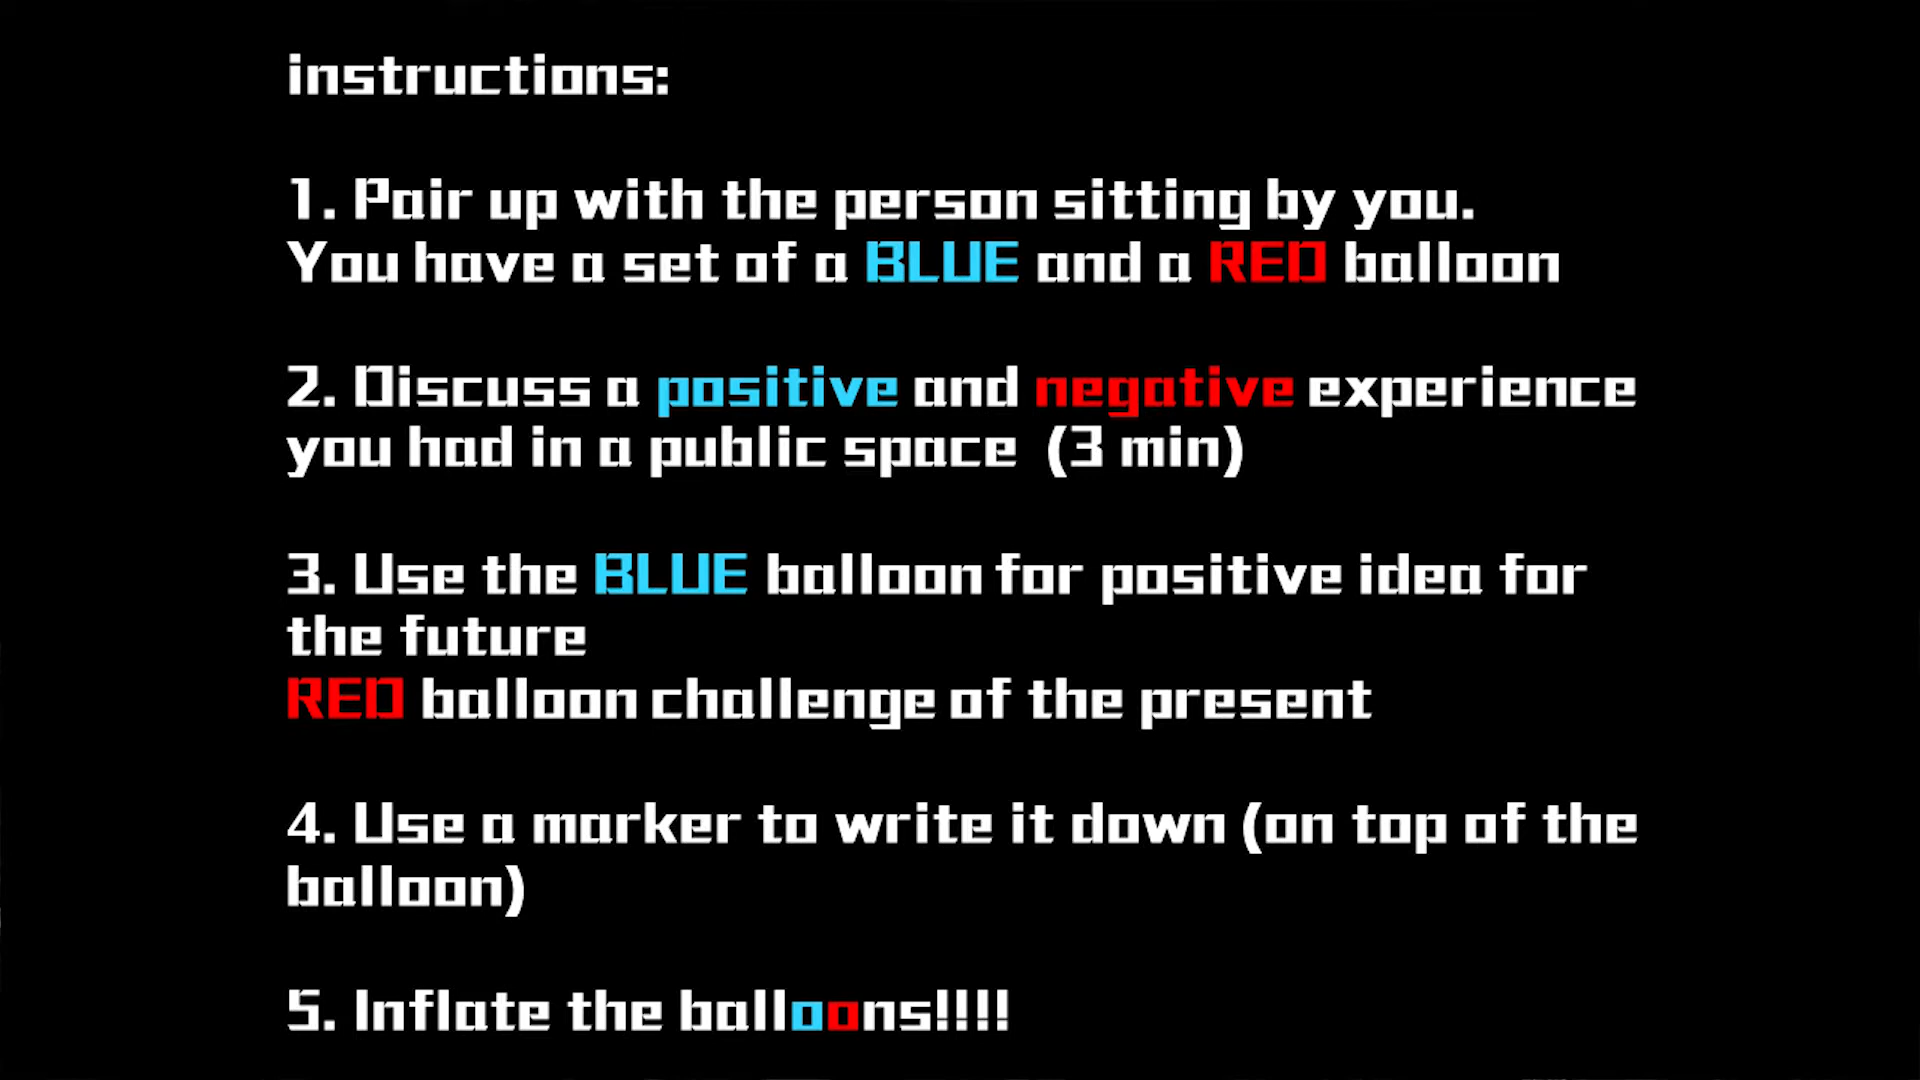 instructions:
1. Pair up with the person sitting by you.
You have a set of a BLUE and a RED balloon
2. Discuss a positive and negative experience
you had in a public space (3 min)
3. Use the BLUE balloon for positive idea for
the future
RED balloon challenge of the present
4. Use a marker to write it down (on top of the
balloon)
5. Inflate the balloons!!!!